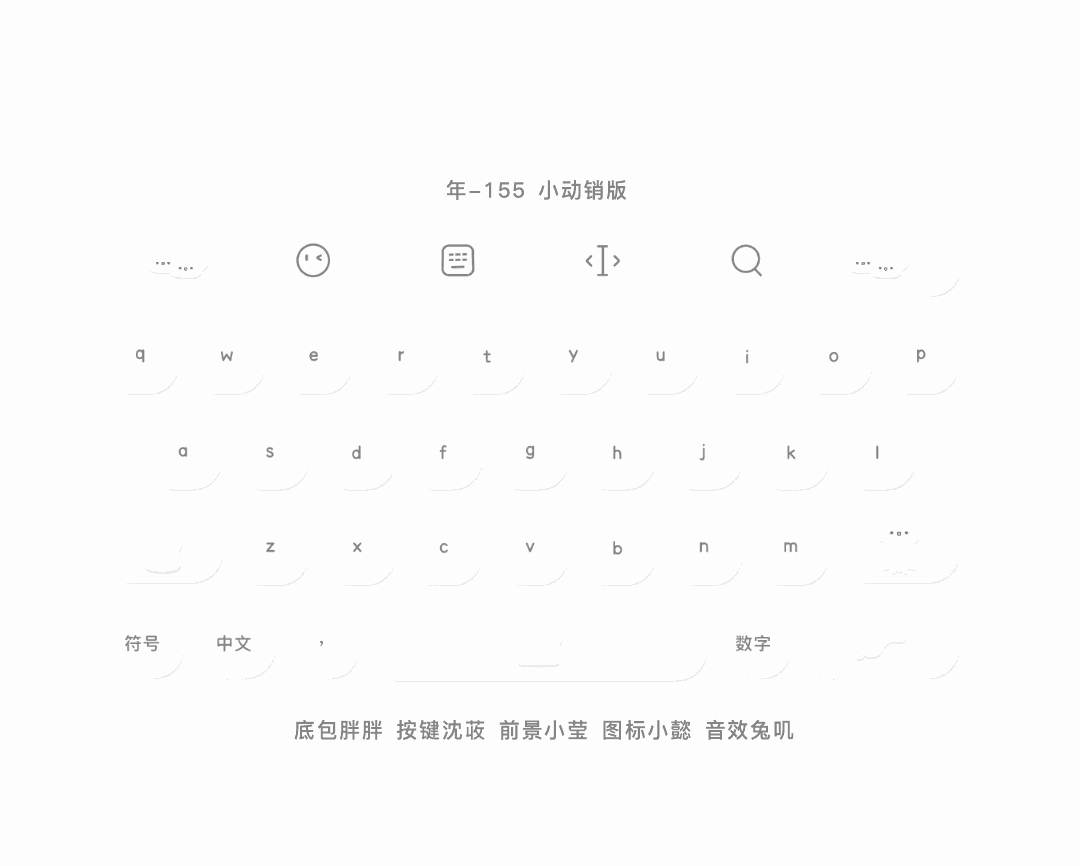 年-155 小动销版
q w e r t y u i o p
a s d f g h j k l
z x c v b n m
符号 中文 , 数字
底包胖胖 按键沈莜 前景小莹 图标小懿 音效兔叽